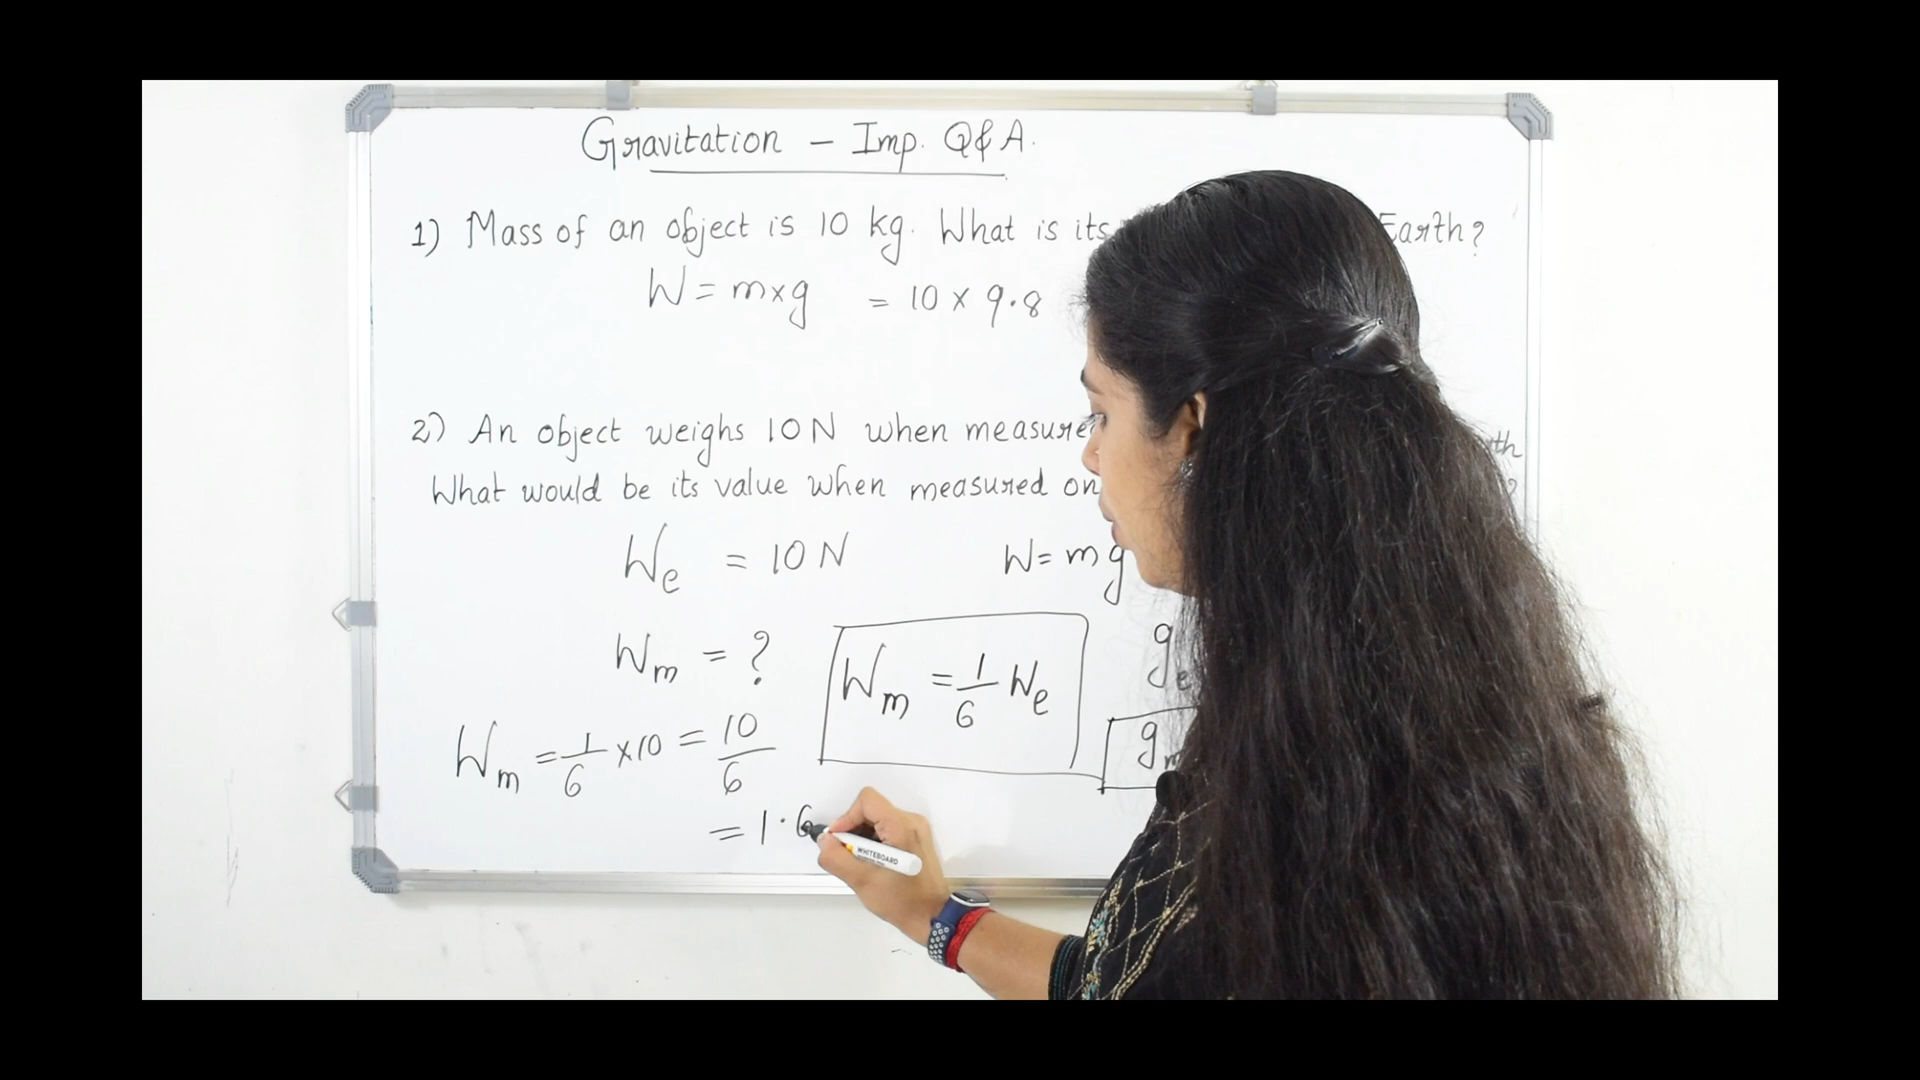 Gravitation – Imp. Q&A.
1) Mass of an object is 10 kg. What is its Earth?
W = m×g = 10 × 9.8
2) An object weighs 10N when measure
What would be its value when measured on ?
We = 10 N W = mg
Wm = ? Wm = 1/6 We ge
Wm = 1/6 × 10 = 10/6 gm
= 1.6
WHITEBOARD